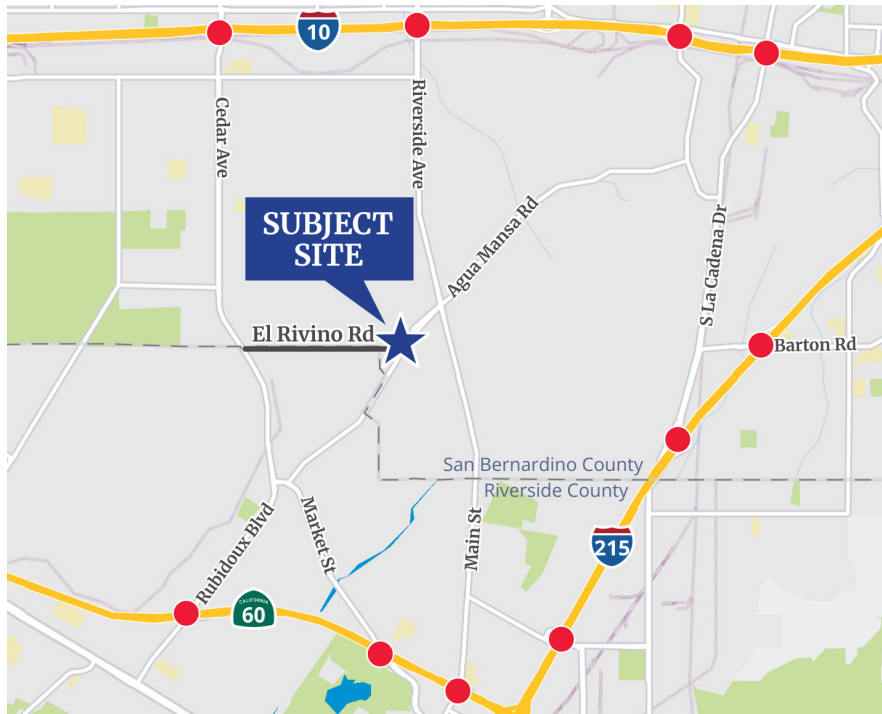 10
Cedar Ave
Riverside Ave
SUBJECT
SITE
Agua Mansa Rd
S La Cadena Dr
El Rivino Rd
Barton Rd
San Bernardino County
Riverside County
Rubidoux Blvd
Market St
Main St
215
CALIFORNIA
60